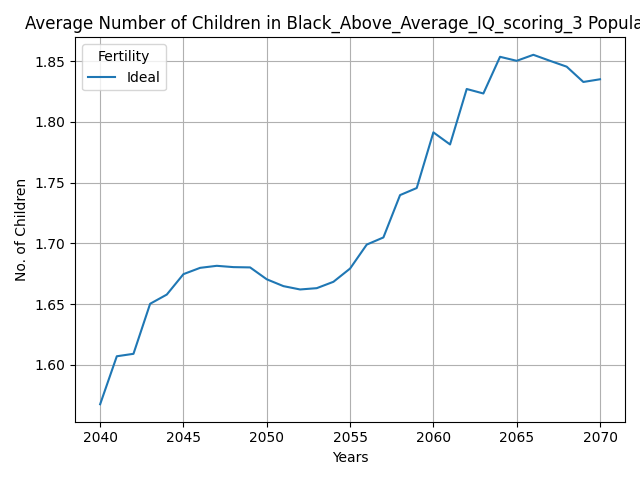 Average Number of Children in Black_Above_Average_IQ_scoring_3 Popula
Fertility
Ideal
1.85
1.80
1.75
1.70
1.65
1.60
No. of Children
2040 2045 2050 2055 2060 2065 2070
Years